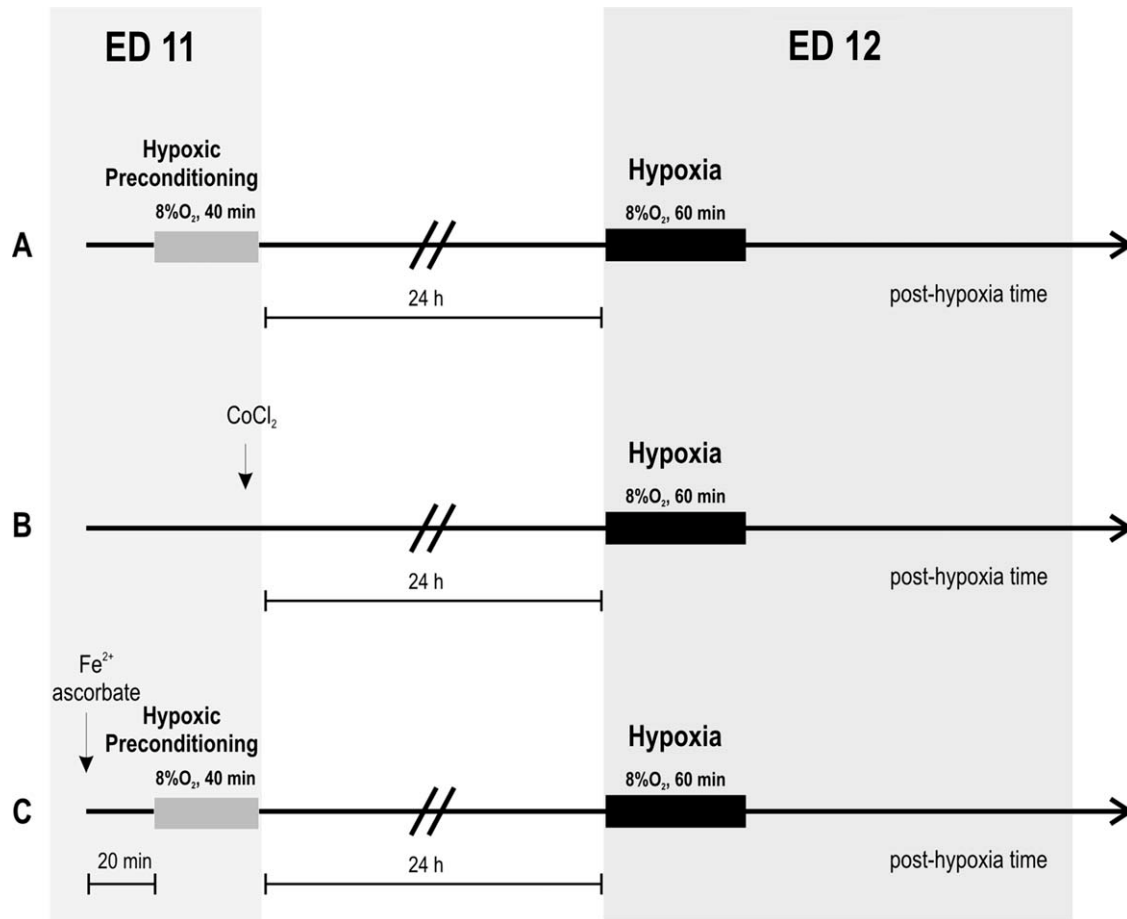 ED 11
ED 12
Hypoxic
Preconditioning
8%O₂, 40 min
Hypoxia
8%O₂, 60 min
A
24 h
post-hypoxia time
CoCl₂
Hypoxia
8%O₂, 60 min
B
24 h
post-hypoxia time
Fe²⁺
ascorbate
Hypoxic
Preconditioning
8%O₂, 40 min
Hypoxia
8%O₂, 60 min
C
20 min
24 h
post-hypoxia time